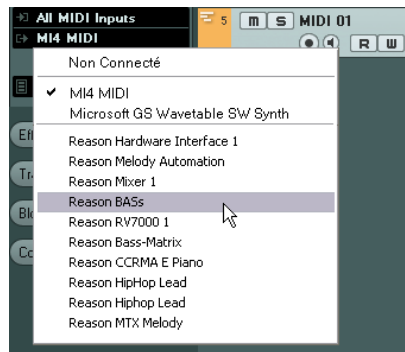 All MIDI Inputs
MI4 MIDI
5 m S MIDI 01
R W
Non Connecté
✔ MI4 MIDI
Microsoft GS Wavetable SW Synth
Reason Hardware Interface 1
Reason Melody Automation
Reason Mixer 1
Reason BASs
Reason RV7000 1
Reason Bass-Matrix
Reason CCRMA E Piano
Reason HipHop Lead
Reason Hiphop Lead
Reason MTX Melody